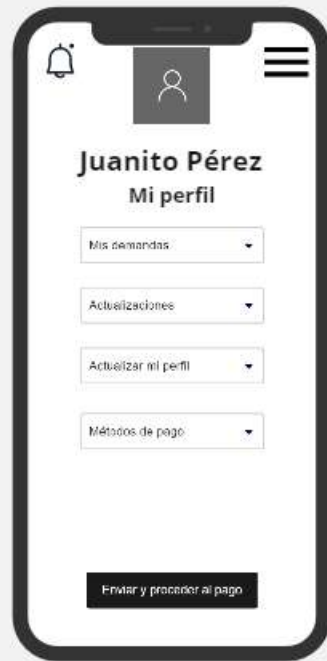 Juanito Pérez
Mi perfil
Mis demandas
Actualizaciones
Actualizar mi perfil
Métodos de pago
Enviar y proceder al pago